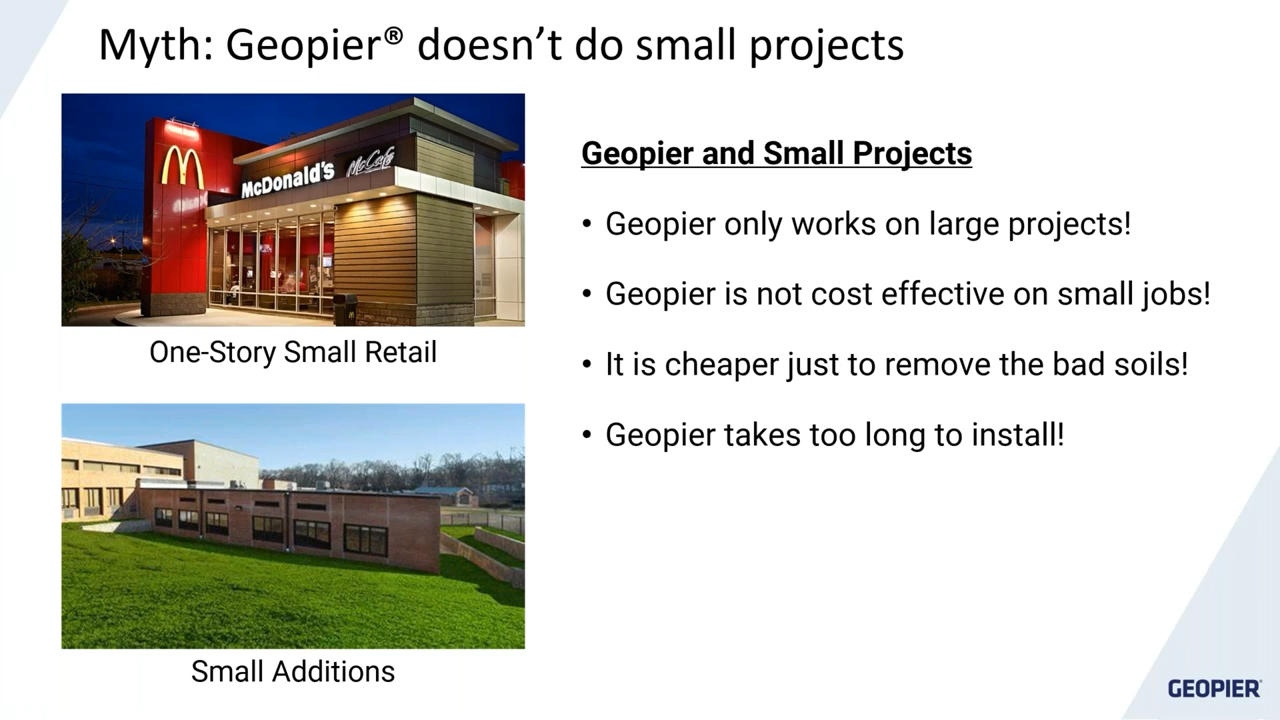 Myth: Geopier® doesn't do small projects
McDonald's
McCafé
One-Story Small Retail
Small Additions
Geopier and Small Projects
• Geopier only works on large projects!
• Geopier is not cost effective on small jobs!
• It is cheaper just to remove the bad soils!
• Geopier takes too long to install!
GEOPIER®